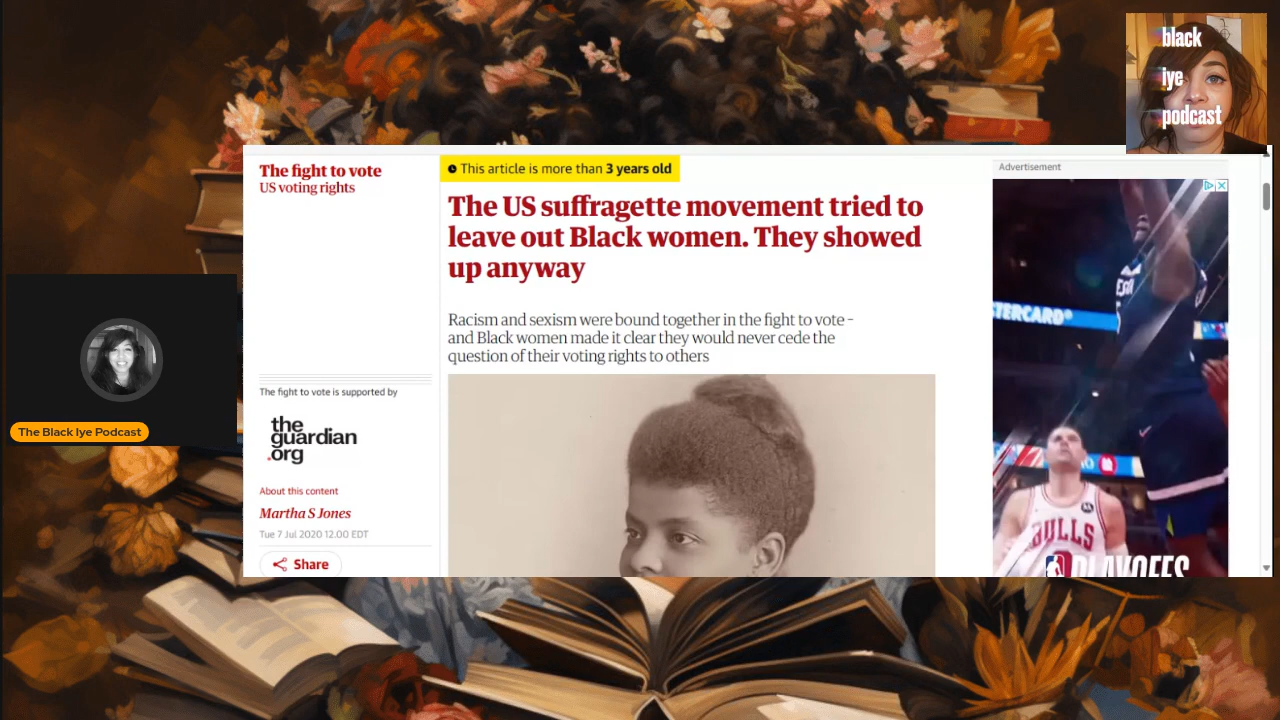 black
iye
podcast
The fight to vote
US voting rights
This article is more than 3 years old
Advertisement
The US suffragette movement tried to
leave out Black women. They showed
up anyway
Racism and sexism were bound together in the fight to vote –
and Black women made it clear they would never cede the
question of their voting rights to others
The fight to vote is supported by
the
guardian
.org
About this content
Martha S Jones
Tue 7 Jul 2020 12.00 EDT
Share
The Black Iye Podcast
BULLS
PLAYOFFS